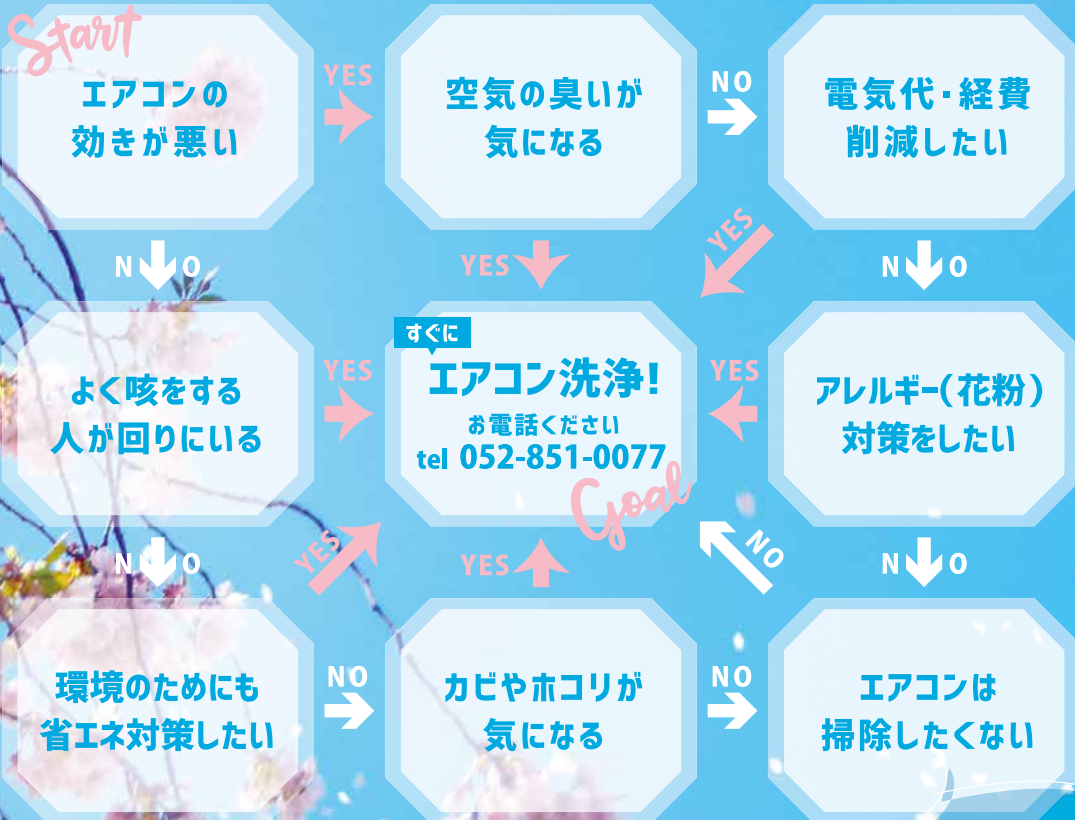 Start
エアコンの
効きが悪い
YES
空気の臭いが
気になる
NO
電気代・経費
削減したい
NO
YES
YES
NO
よく咳をする
人が回りにいる
YES
すぐに
エアコン洗浄!
お電話ください
tel 052-851-0077
Goal
YES
アレルギー(花粉)
対策をしたい
NO
YES
YES
NO
NO
環境のためにも
省エネ対策したい
NO
カビやホコリが
気になる
NO
エアコンは
掃除したくない